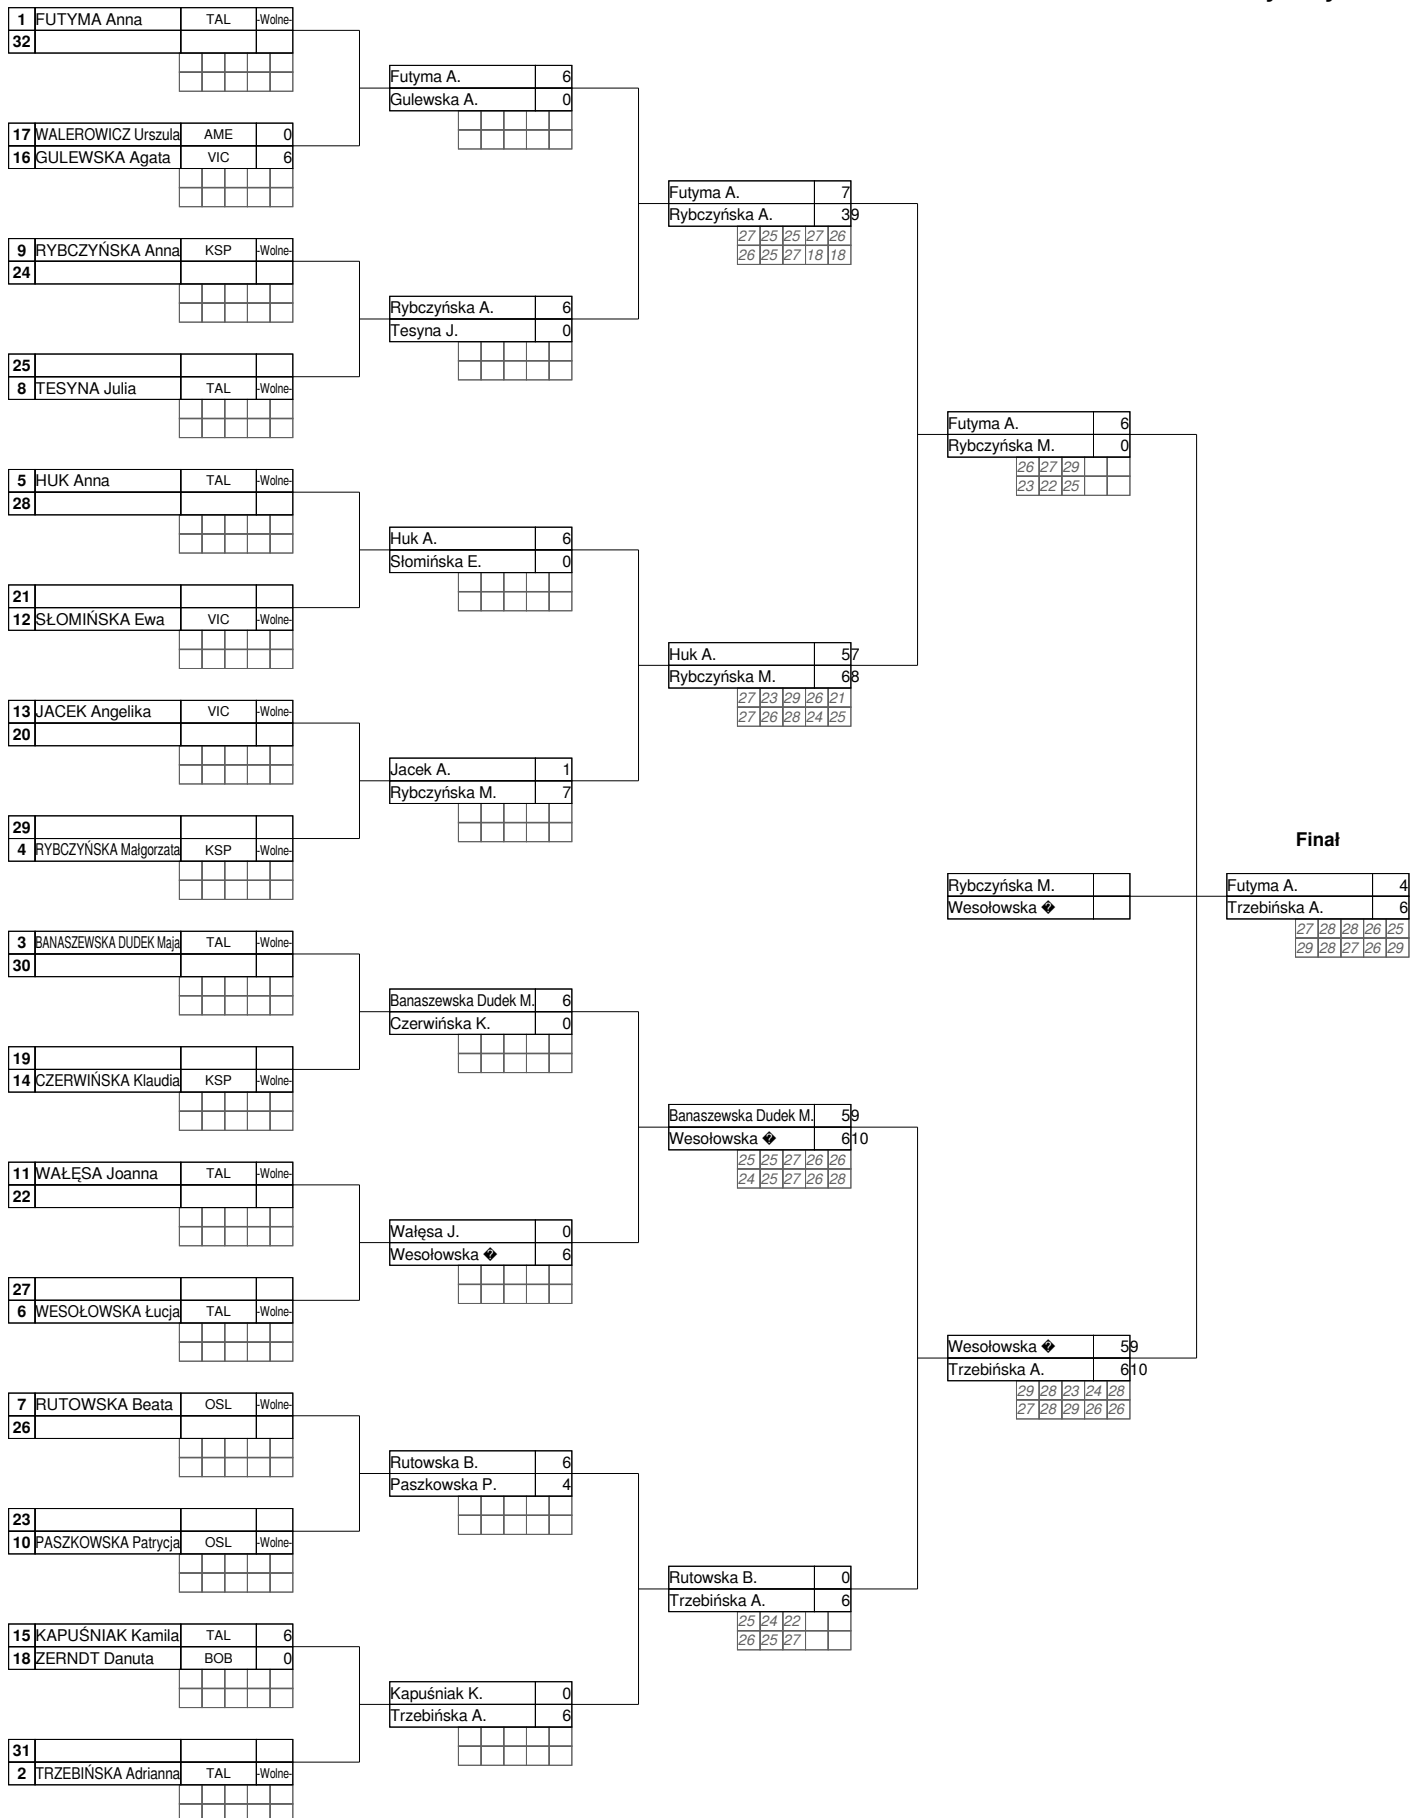 1 FUTYMA Anna TAL -Wolne-
32
Futyma A. 6
Gulewska A. 0
17 WALEROWICZ Urszula AME 0
16 GULEWSKA Agata VIC 6
Futyma A. 7
Rybczyńska A. 39
27 25 25 27 26
26 25 27 18 18
9 RYBCZYŃSKA Anna KSP -Wolne-
24
Rybczyńska A. 6
Tesyna J. 0
25
8 TESYNA Julia TAL -Wolne-
Futyma A. 6
Rybczyńska M. 0
26 27 29
23 22 25
5 HUK Anna TAL -Wolne-
28
Huk A. 6
Słomińska E. 0
21
12 SŁOMIŃSKA Ewa VIC -Wolne-
Huk A. 57
Rybczyńska M. 68
27 23 29 26 21
27 26 28 24 25
13 JACEK Angelika VIC -Wolne-
20
Jacek A. 1
Rybczyńska M. 7
29
4 RYBCZYŃSKA Małgorzata KSP -Wolne-
Finał
Rybczyńska M.
Wesołowska �
Futyma A. 4
Trzebińska A. 6
27 28 28 26 25
29 28 27 26 29
3 BANASZEWSKA DUDEK Maja TAL -Wolne-
30
Banaszewska Dudek M. 6
Czerwińska K. 0
19
14 CZERWIŃSKA Klaudia KSP -Wolne-
Banaszewska Dudek M. 59
Wesołowska � 610
25 25 27 26 26
24 25 27 26 28
11 WAŁĘSA Joanna TAL -Wolne-
22
Wałęsa J. 0
Wesołowska � 6
27
6 WESOŁOWSKA Łucja TAL -Wolne-
Wesołowska � 59
Trzebińska A. 610
29 28 23 24 28
27 28 29 26 26
7 RUTOWSKA Beata OSL -Wolne-
26
Rutowska B. 6
Paszkowska P. 4
23
10 PASZKOWSKA Patrycja OSL -Wolne-
Rutowska B. 0
Trzebińska A. 6
25 24 22
26 25 27
15 KAPUŚNIAK Kamila TAL 6
18 ZERNDT Danuta BOB 0
Kapuśniak K. 0
Trzebińska A. 6
31
2 TRZEBIŃSKA Adrianna TAL -Wolne-